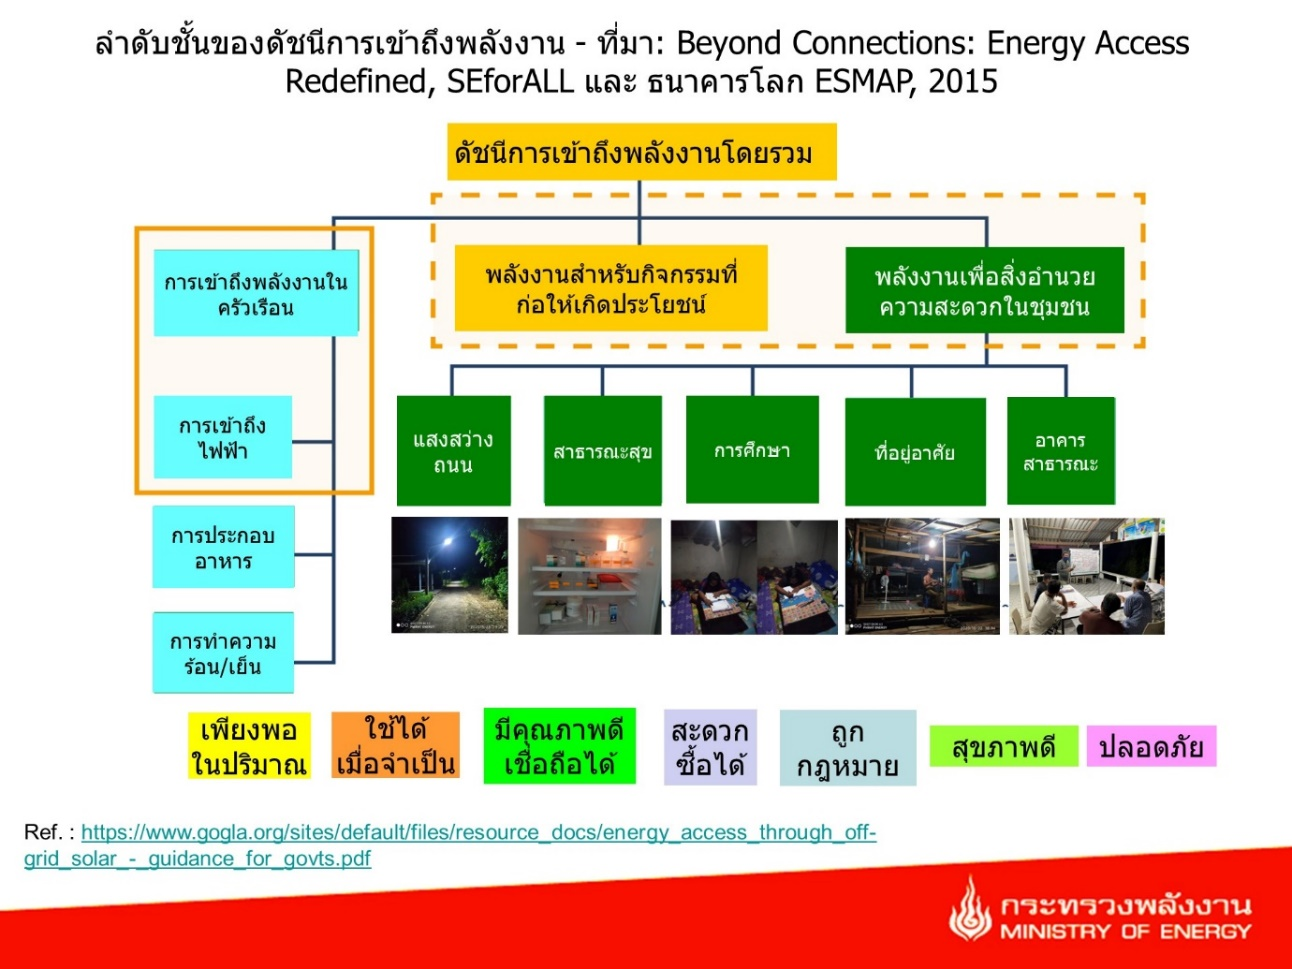 ลำดับชั้นของดัชนีการเข้าถึงพลังงาน - ที่มา: Beyond Connections: Energy Access
Redefined, SEforALL และ ธนาคารโลก ESMAP, 2015
ดัชนีการเข้าถึงพลังงานโดยรวม
การเข้าถึงพลังงานใน
ครัวเรือน
พลังงานสำหรับกิจกรรมที่
ก่อให้เกิดประโยชน์
พลังงานเพื่อสิ่งอำนวย
ความสะดวกในชุมชน
การเข้าถึง
ไฟฟ้า
แสงสว่าง
ถนน
สาธารณะสุข
การศึกษา
ที่อยู่อาศัย
อาคาร
สาธารณะ
การประกอบ
อาหาร
การทำความ
ร้อน/เย็น
เพียงพอ
ในปริมาณ
ใช้ได้
เมื่อจำเป็น
มีคุณภาพดี
เชื่อถือได้
สะดวก
ซื้อได้
ถูก
กฎหมาย
สุขภาพดี
ปลอดภัย
Ref. : https://www.gogla.org/sites/default/files/resource_docs/energy_access_through_off-
grid_solar_-_guidance_for_govts.pdf
กระทรวงพลังงาน
MINISTRY OF ENERGY